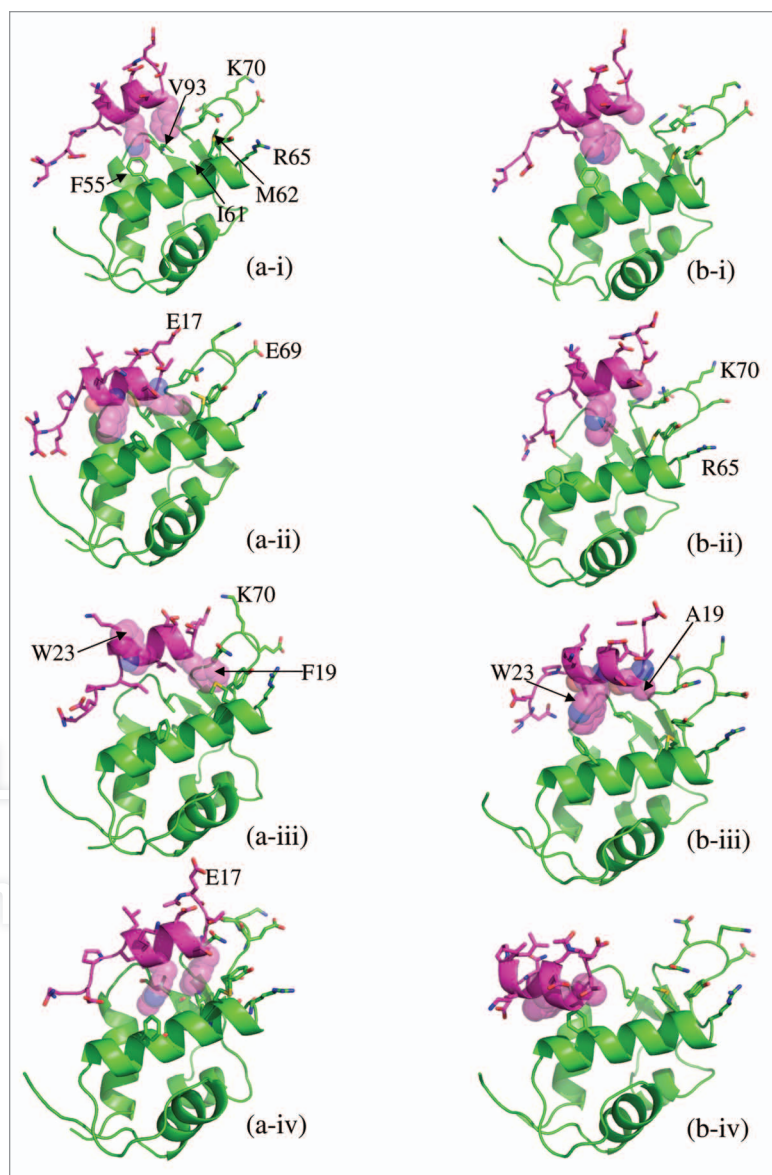 V93
K70
R65
F55
M62
I61
(a-i)
(b-i)
E17
E69
K70
R65
(a-ii)
(b-ii)
K70
A19
W23
F19
W23
(a-iii)
(b-iii)
E17
(a-iv)
(b-iv)